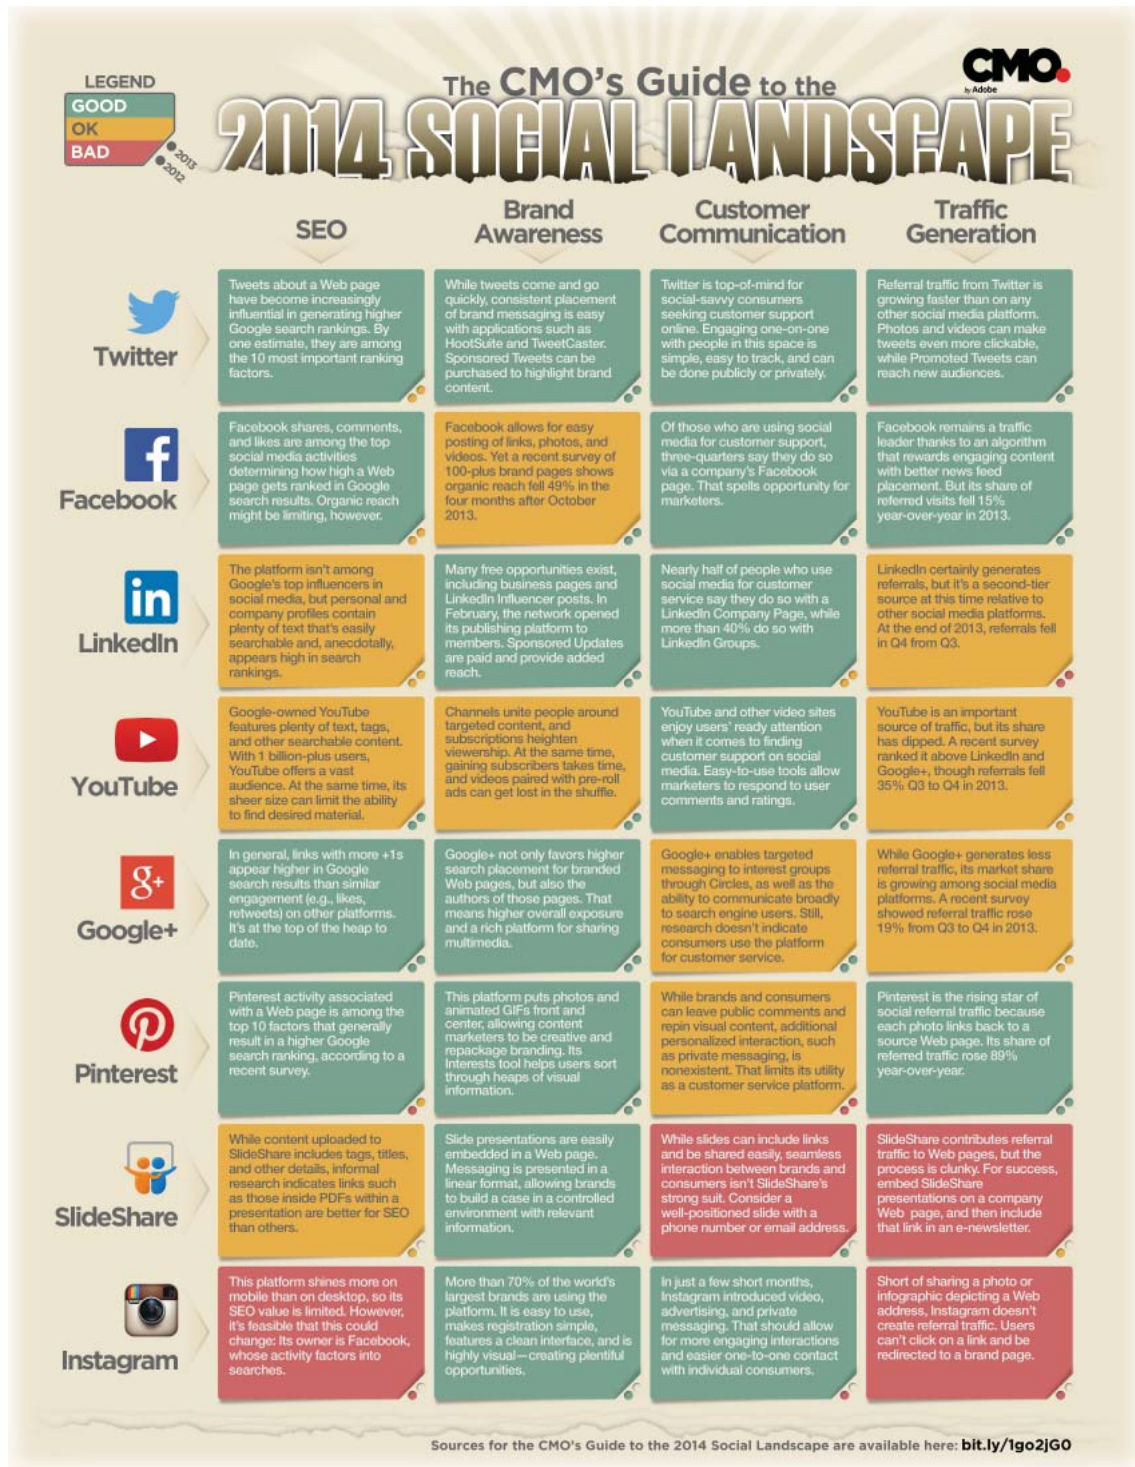 LEGEND
GOOD
OK
BAD
2013
2012
The CMO's Guide to the
2014 SOCIAL LANDSCAPE
CMO.
by Adobe
SEO
Brand
Awareness
Customer
Communication
Traffic
Generation
Twitter
Tweets about a Web page
have become increasingly
influential in generating higher
Google search rankings. By
one estimate, they are among
the 10 most important ranking
factors.
While tweets come and go
quickly, consistent placement
of brand messaging is easy
with applications such as
HootSuite and TweetCaster.
Sponsored Tweets can be
purchased to highlight brand
content.
Twitter is top-of-mind for
social-savvy consumers
seeking customer support
online. Engaging one-on-one
with people in this space is
simple, easy to track, and can
be done publicly or privately.
Referral traffic from Twitter is
growing faster than on any
other social media platform.
Photos and videos can make
tweets even more clickable,
while Promoted Tweets can
reach new audiences.
Facebook
Facebook shares, comments,
and likes are among the top
social media activities
determining how high a Web
page gets ranked in Google
search results. Organic reach
might be limiting, however.
Facebook allows for easy
posting of links, photos, and
videos. Yet a recent survey of
100-plus brand pages shows
organic reach fell 49% in the
four months after October
2013.
Of those who are using social
media for customer support,
three-quarters say they do so
via a company's Facebook
page. That spells opportunity for
marketers.
Facebook remains a traffic
leader thanks to an algorithm
that rewards engaging content
with better news feed
placement. But its share of
referred visits fell 15%
year-over-year in 2013.
in
LinkedIn
The platform isn't among
Google's top influencers in
social media, but personal and
company profiles contain
plenty of text that's easily
searchable and, anecdotally,
appears high in search
rankings.
Many free opportunities exist,
including business pages and
LinkedIn Influencer posts. In
February, the network opened
its publishing platform to
members. Sponsored Updates
are paid and provide added
reach.
Nearly half of people who use
social media for customer
service say they do so with a
LinkedIn Company Page, while
more than 40% do so with
LinkedIn Groups.
LinkedIn certainly generates
referrals, but it's a second-tier
source at this time relative to
other social media platforms.
At the end of 2013, referrals fell
in Q4 from Q3.
YouTube
Google-owned YouTube
features plenty of text, tags,
and other searchable content.
With 1 billion-plus users,
YouTube offers a vast
audience. At the same time, its
sheer size can limit the ability
to find desired material.
Channels unite people around
targeted content, and
subscriptions heighten
viewership. At the same time,
gaining subscribers takes time,
and videos paired with pre-roll
ads can get lost in the shuffle.
YouTube and other video sites
enjoy users' ready attention
when it comes to finding
customer support on social
media. Easy-to-use tools allow
marketers to respond to user
comments and ratings.
YouTube is an important
source of traffic, but its share
has dipped. A recent survey
ranked it above LinkedIn and
Google+, though referrals fell
35% Q3 to Q4 in 2013.
g+
Google+
In general, links with more +1s
appear higher in Google
search results than similar
engagement (e.g., likes,
retweets) on other platforms.
It's at the top of the heap to
date.
Google+ not only favors higher
search placement for branded
Web pages, but also the
authors of those pages. That
means higher overall exposure
and a rich platform for sharing
multimedia.
Google+ enables targeted
messaging to interest groups
through Circles, as well as the
ability to communicate broadly
to search engine users. Still,
research doesn't indicate
consumers use the platform
for customer service.
While Google+ generates less
referral traffic, its market share
is growing among social media
platforms. A recent survey
showed referral traffic rose
19% from Q3 to Q4 in 2013.
Pinterest
Pinterest activity associated
with a Web page is among the
top 10 factors that generally
result in a higher Google
search ranking, according to a
recent survey.
This platform puts photos and
animated GIFs front and
center, allowing content
marketers to be creative and
repackage branding. Its
Interests tool helps users sort
through heaps of visual
information.
While brands and consumers
can leave public comments and
repin visual content, additional
personalized interaction, such
as private messaging, is
nonexistent. That limits its utility
as a customer service platform.
Pinterest is the rising star of
social referral traffic because
each photo links back to a
source Web page. Its share of
referred traffic rose 89%
year-over-year.
SlideShare
While content uploaded to
SlideShare includes tags, titles,
and other details, informal
research indicates links such
as those inside PDFs within a
presentation are better for SEO
than others.
Slide presentations are easily
embedded in a Web page.
Messaging is presented in a
linear format, allowing brands
to build a case in a controlled
environment with relevant
information.
While slides can include links
and be shared easily, seamless
interaction between brands and
consumers isn't SlideShare's
strong suit. Consider a
well-positioned slide with a
phone number or email address.
SlideShare contributes referral
traffic to Web pages, but the
process is clunky. For success,
embed SlideShare
presentations on a company
Web page, and then include
that link in an e-newsletter.
Instagram
This platform shines more on
mobile than on desktop, so its
SEO value is limited. However,
it's feasible that this could
change: Its owner is Facebook,
whose activity factors into
searches.
More than 70% of the world's
largest brands are using the
platform. It is easy to use,
makes registration simple,
features a clean interface, and is
highly visual—creating plentiful
opportunities.
In just a few short months,
Instagram introduced video,
advertising, and private
messaging. That should allow
for more engaging interactions
and easier one-to-one contact
with individual consumers.
Short of sharing a photo or
infographic depicting a Web
address, Instagram doesn't
create referral traffic. Users
can't click on a link and be
redirected to a brand page.
Sources for the CMO's Guide to the 2014 Social Landscape are available here: bit.ly/1go2jG0